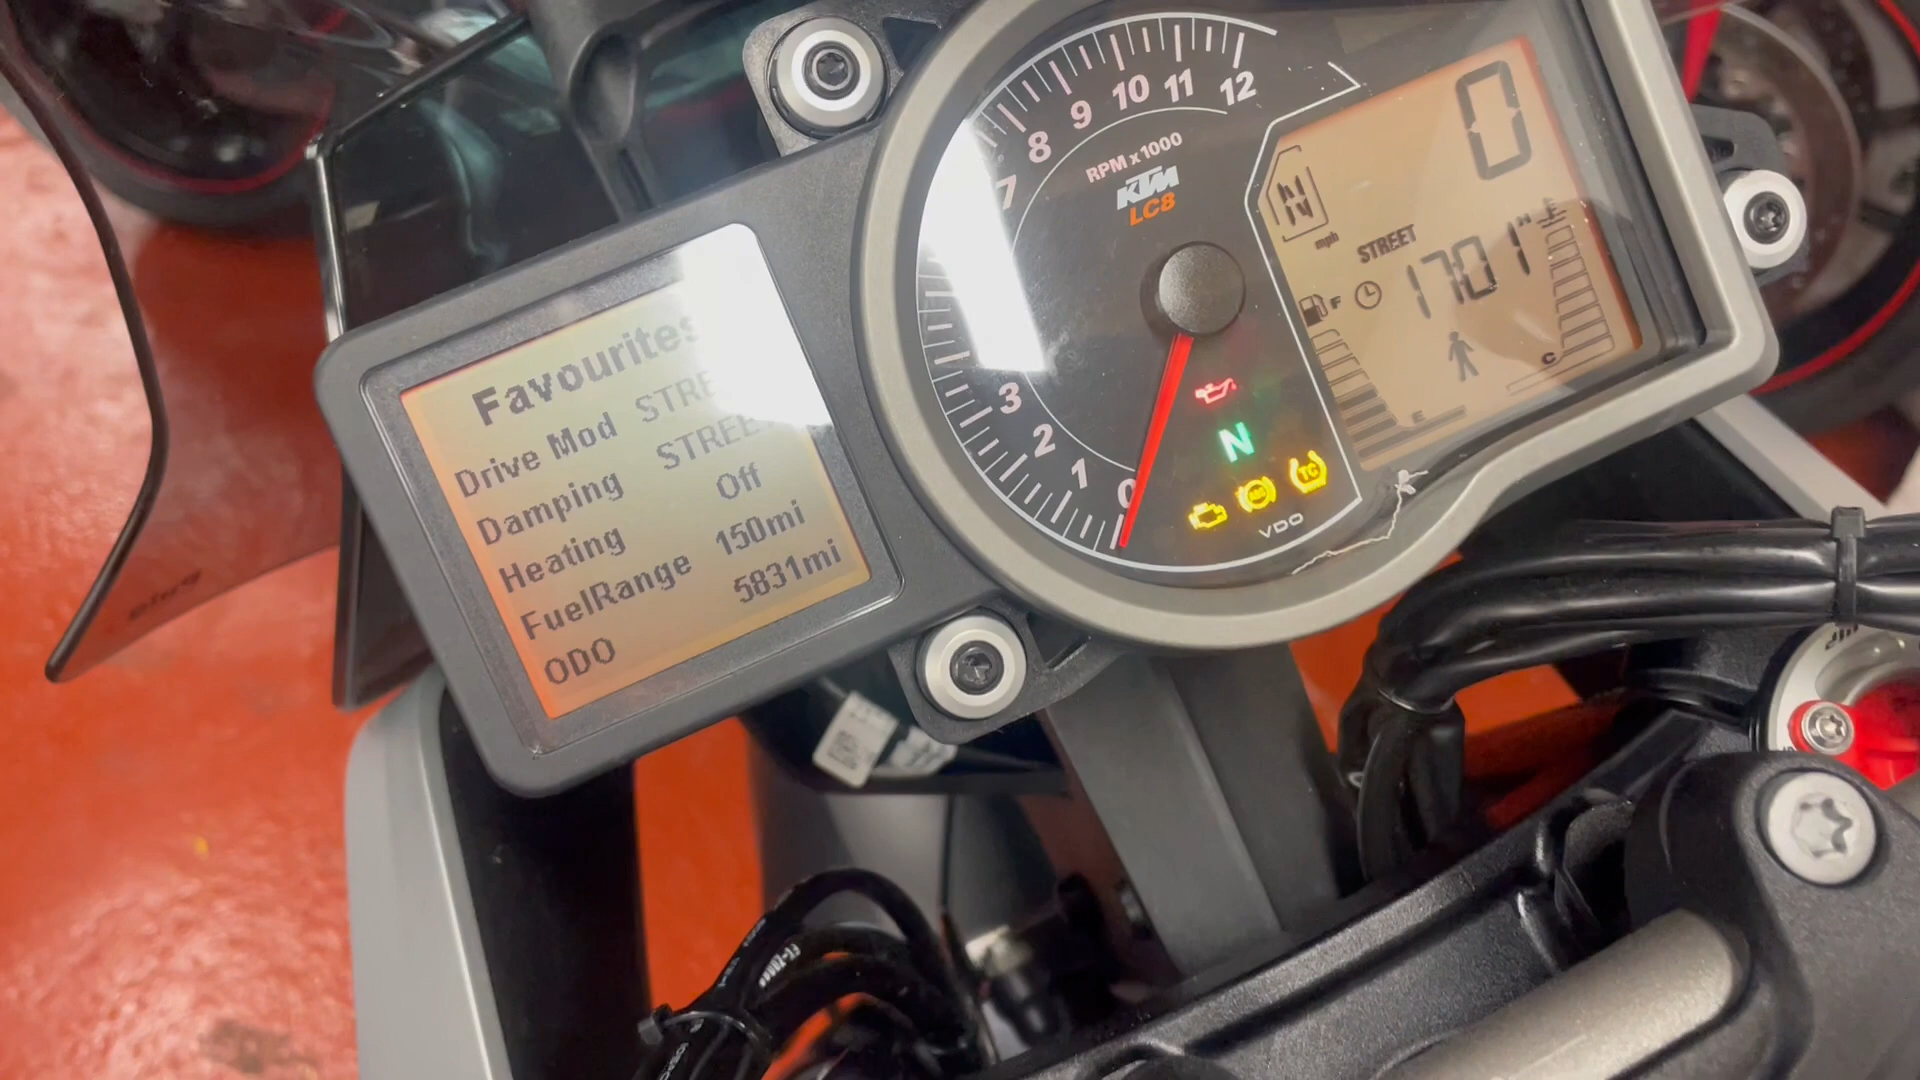 Favourites
Drive Mod STRE
Damping STREET
Heating Off
FuelRange 150mi
ODO 5831mi
0 1 2 3 7 8 9 10 11 12
RPM x 1000
KTM
LC8
N
TC
VDO
0
N
mph
STREET
1701
F
E
C